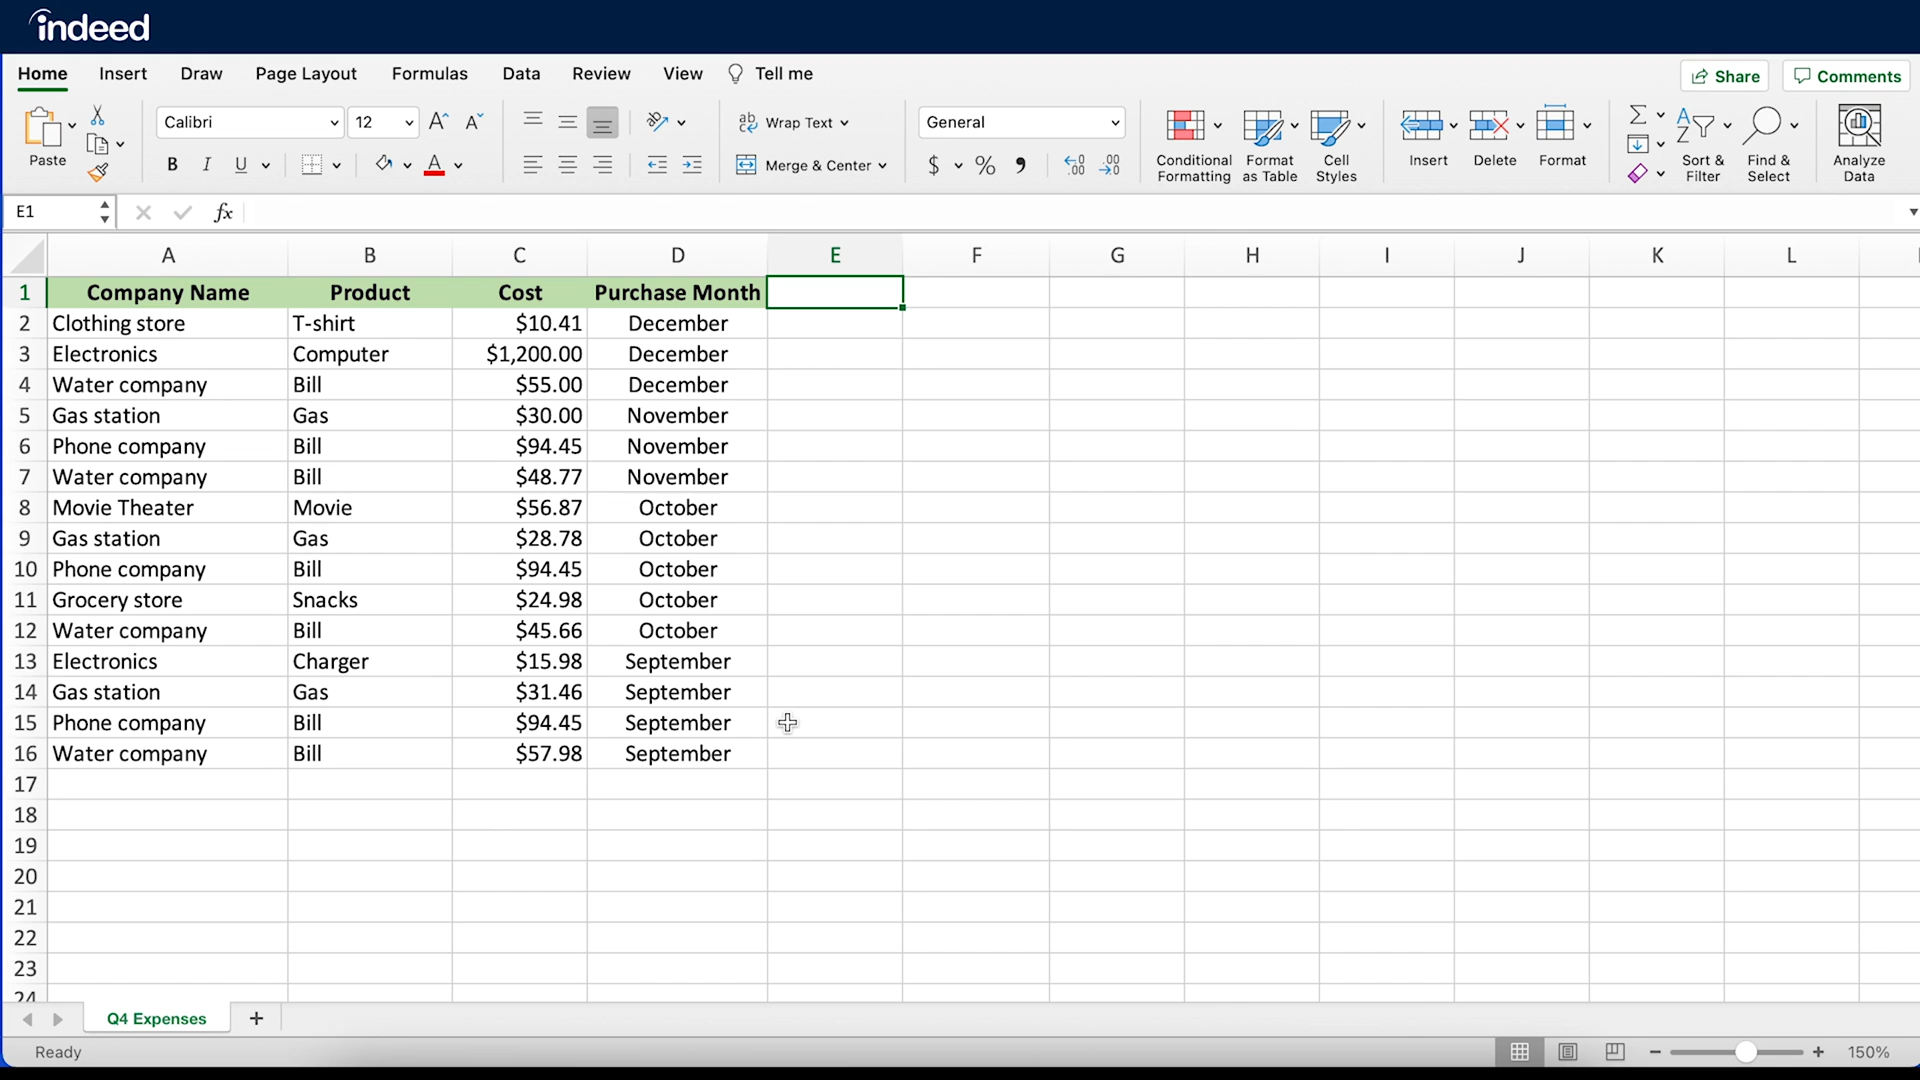 indeed
Home Insert Draw Page Layout Formulas Data Review View Tell me Share Comments
Calibri 12 A A ab Wrap Text General
Paste B I U A Merge & Center $ % , .00 .00 Conditional Formatting Format as Table Cell Styles Insert Delete Format Sort & Filter Find & Select Analyze Data
E1 fx
A B C D E F G H I J K L
1 Company Name Product Cost Purchase Month
2 Clothing store T-shirt $10.41 December
3 Electronics Computer $1,200.00 December
4 Water company Bill $55.00 December
5 Gas station Gas $30.00 November
6 Phone company Bill $94.45 November
7 Water company Bill $48.77 November
8 Movie Theater Movie $56.87 October
9 Gas station Gas $28.78 October
10 Phone company Bill $94.45 October
11 Grocery store Snacks $24.98 October
12 Water company Bill $45.66 October
13 Electronics Charger $15.98 September
14 Gas station Gas $31.46 September
15 Phone company Bill $94.45 September
16 Water company Bill $57.98 September
17
18
19
20
21
22
23
24
Q4 Expenses +
Ready 150%